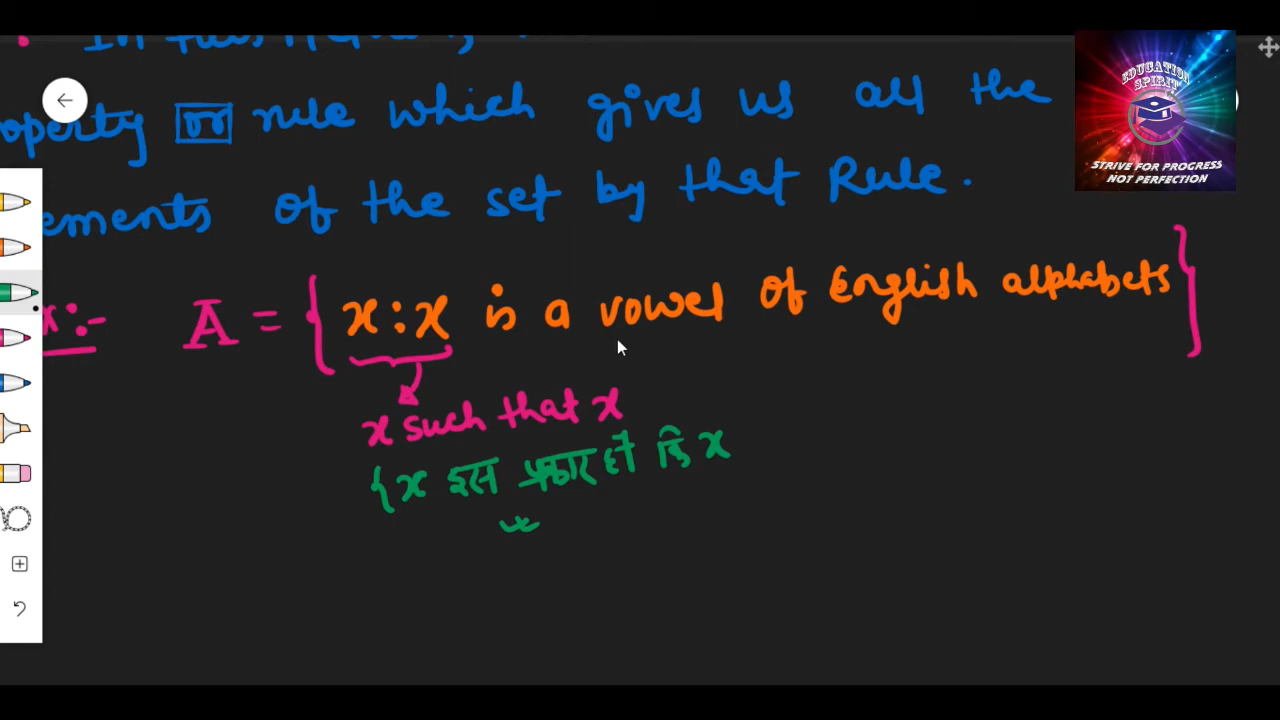 operty or rule which gives us all the
ements of the set by that Rule.
x:- A = { x : x is a vowel of English alphabets }
x such that x
{ x इस प्रकार है कि x
EDUCATION
SPIRIT
STRIVE FOR PROGRESS
NOT PERFECTION